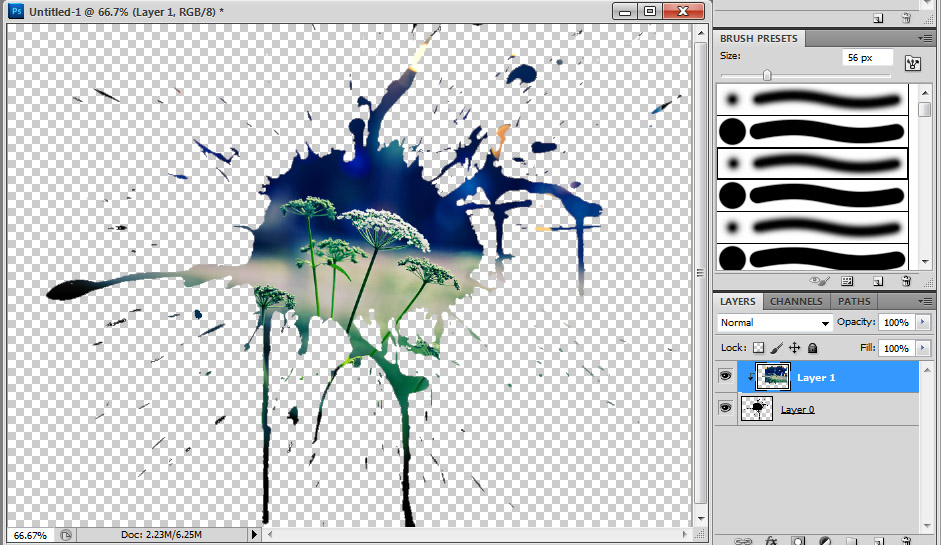 Ps Untitled-1 @ 66.7% (Layer 1, RGB/8) *
BRUSH PRESETS
Size: 56 px
LAYERS CHANNELS PATHS
Normal Opacity: 100%
Lock: Fill: 100%
Layer 1
Layer 0
66.67% Doc: 2.23M/6.25M
fx